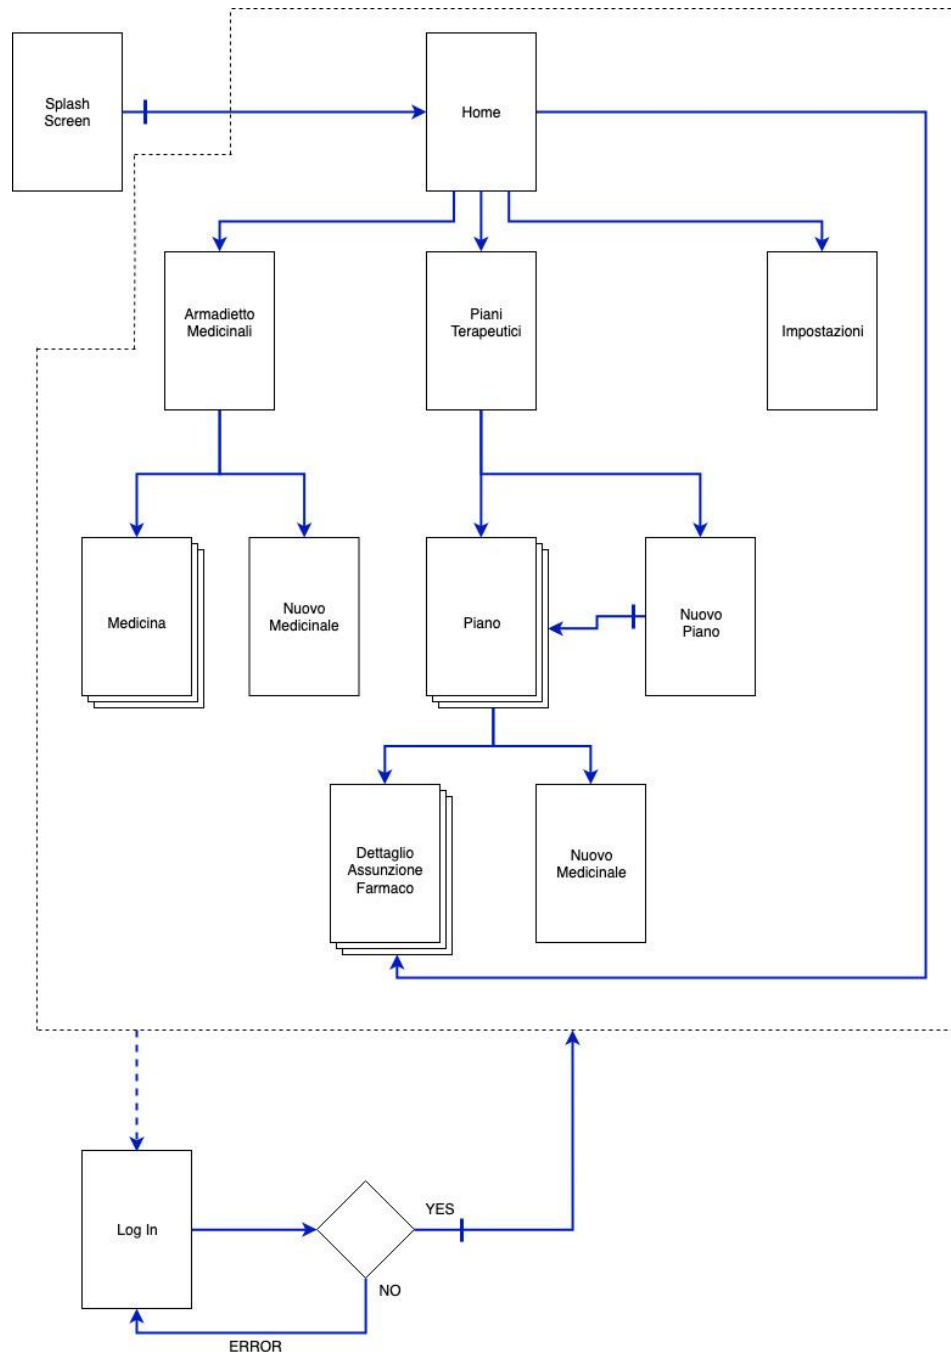 Splash
Screen
Home
Armadietto
Medicinali
Piani
Terapeutici
Impostazioni
Medicina
Nuovo
Medicinale
Piano
Nuovo
Piano
Dettaglio
Assunzione
Farmaco
Nuovo
Medicinale
Log In
YES
NO
ERROR